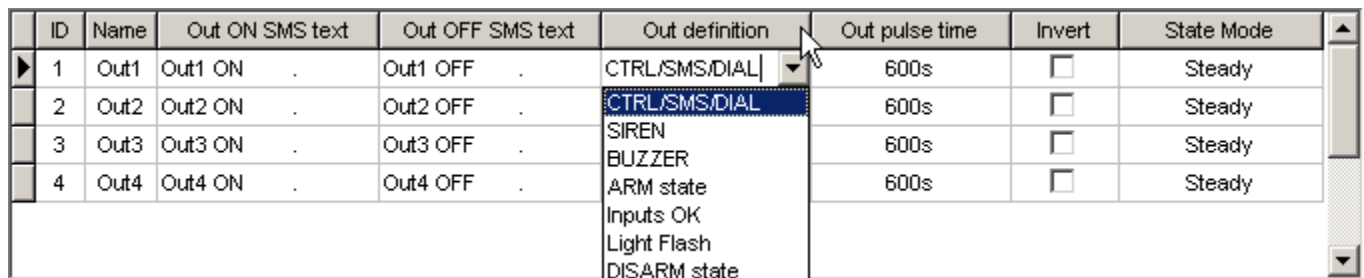 ID Name Out ON SMS text Out OFF SMS text Out definition Out pulse time Invert State Mode
1 Out1 Out1 ON . Out1 OFF . CTRL/SMS/DIAL 600s Steady
2 Out2 Out2 ON . Out2 OFF . CTRL/SMS/DIAL 600s Steady
SIREN
3 Out3 Out3 ON . Out3 OFF . BUZZER 600s Steady
4 Out4 Out4 ON . Out4 OFF . ARM state 600s Steady
Inputs OK
Light Flash
DISARM state